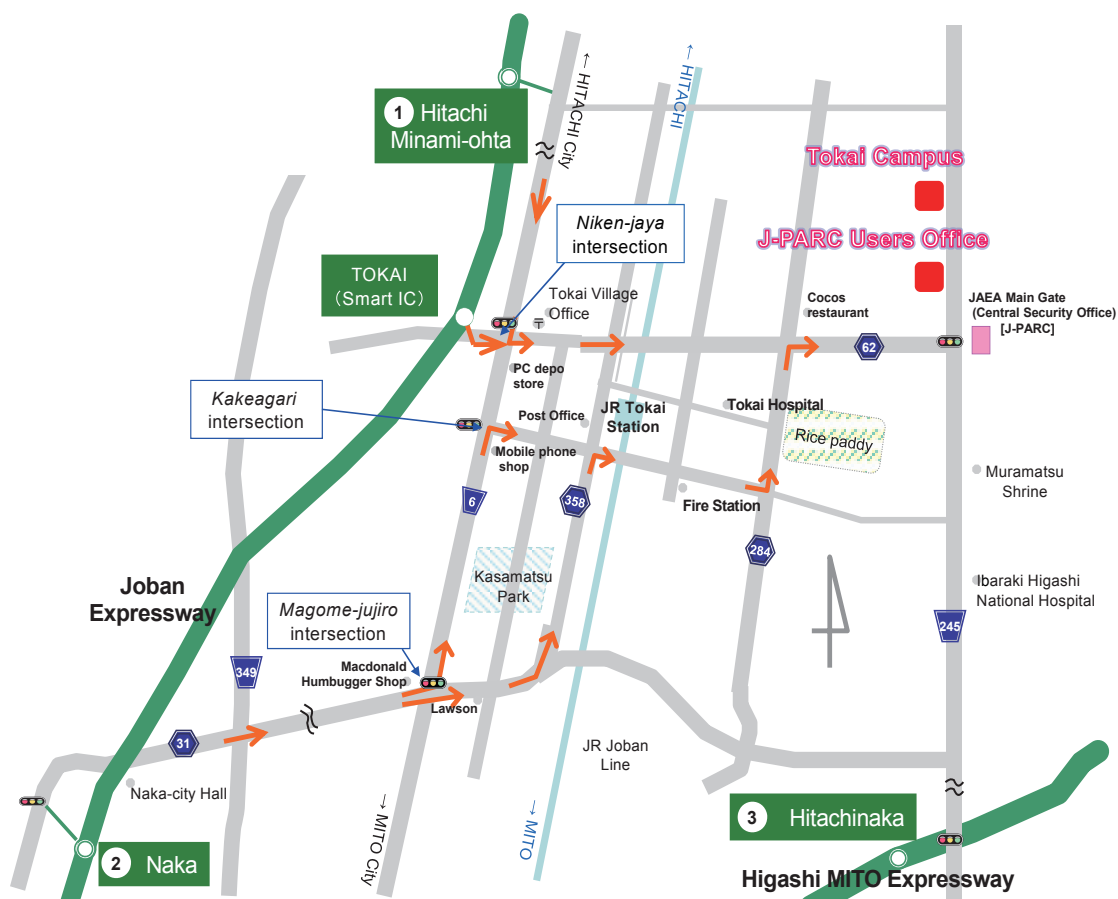 ← HITACHI City
← HITACHI
1 Hitachi
Minami-ohta
Tokai Campus
Niken-jaya
intersection
J-PARC Users Office
TOKAI
（Smart IC）
Tokai Village
Office
〒
Cocos
restaurant
JAEA Main Gate
(Central Security Office)
[J-PARC]
62
PC depo
store
Kakeagari
intersection
Post Office
JR Tokai
Station
Tokai Hospital
Rice paddy
Mobile phone
shop
Muramatsu
Shrine
6
358
Fire Station
284
Kasamatsu
Park
Joban
Expressway
Ibaraki Higashi
National Hospital
Magome-jujiro
intersection
245
349
Macdonald
Humbugger Shop
Lawson
31
JR Joban
Line
Naka-city Hall
→ MITO City
→ MITO
3 Hitachinaka
2 Naka
Higashi MITO Expressway